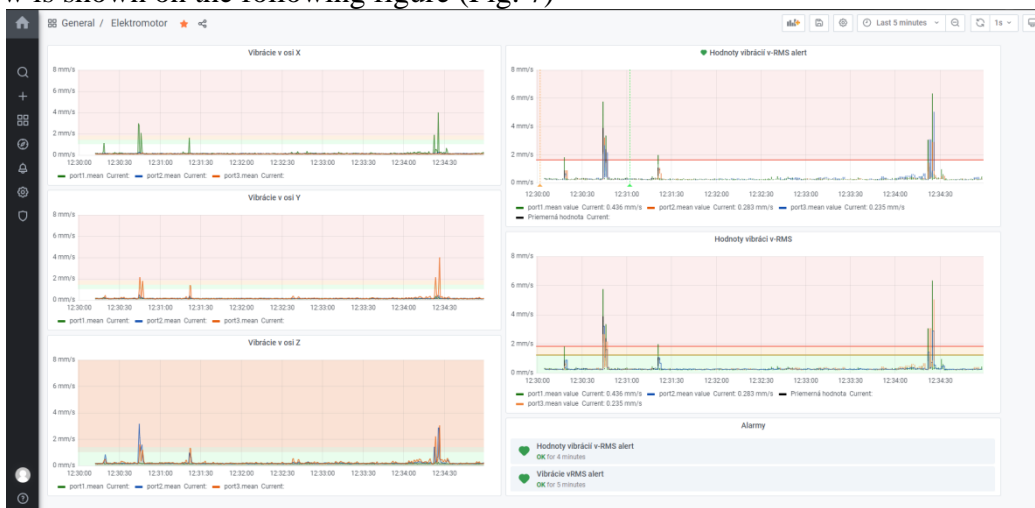 w is shown on the following figure (Fig. 7)
General / Elektromotor
Last 5 minutes
1s
Vibrácie v osi X
8 mm/s
6 mm/s
4 mm/s
2 mm/s
0 mm/s
12:30:00 12:30:30 12:31:00 12:31:30 12:32:00 12:32:30 12:33:00 12:33:30 12:34:00 12:34:30
port1.mean Current: port2.mean Current: port3.mean Current:
Vibrácie v osi Y
8 mm/s
6 mm/s
4 mm/s
2 mm/s
0 mm/s
12:30:00 12:30:30 12:31:00 12:31:30 12:32:00 12:32:30 12:33:00 12:33:30 12:34:00 12:34:30
port1.mean Current: port2.mean Current: port3.mean Current:
Vibrácie v osi Z
8 mm/s
6 mm/s
4 mm/s
2 mm/s
0 mm/s
12:30:00 12:30:30 12:31:00 12:31:30 12:32:00 12:32:30 12:33:00 12:33:30 12:34:00 12:34:30
port1.mean Current: port2.mean Current: port3.mean Current:
Hodnoty vibrácií v-RMS alert
8 mm/s
6 mm/s
4 mm/s
2 mm/s
0 mm/s
12:30:00 12:30:30 12:31:00 12:31:30 12:32:00 12:32:30 12:33:00 12:33:30 12:34:00 12:34:30
port1.mean value Current: 0.436 mm/s port2.mean value Current: 0.283 mm/s port3.mean value Current: 0.235 mm/s
Priemerná hodnota Current:
Hodnoty vibráci v-RMS
8 mm/s
6 mm/s
4 mm/s
2 mm/s
0 mm/s
12:30:00 12:30:30 12:31:00 12:31:30 12:32:00 12:32:30 12:33:00 12:33:30 12:34:00 12:34:30
port1.mean value Current: 0.436 mm/s port2.mean value Current: 0.283 mm/s Priemerná hodnota Current:
port3.mean value Current: 0.235 mm/s
Alarmy
Hodnoty vibrácií v-RMS alert
OK for 4 minutes
Vibrácie vRMS alert
OK for 5 minutes